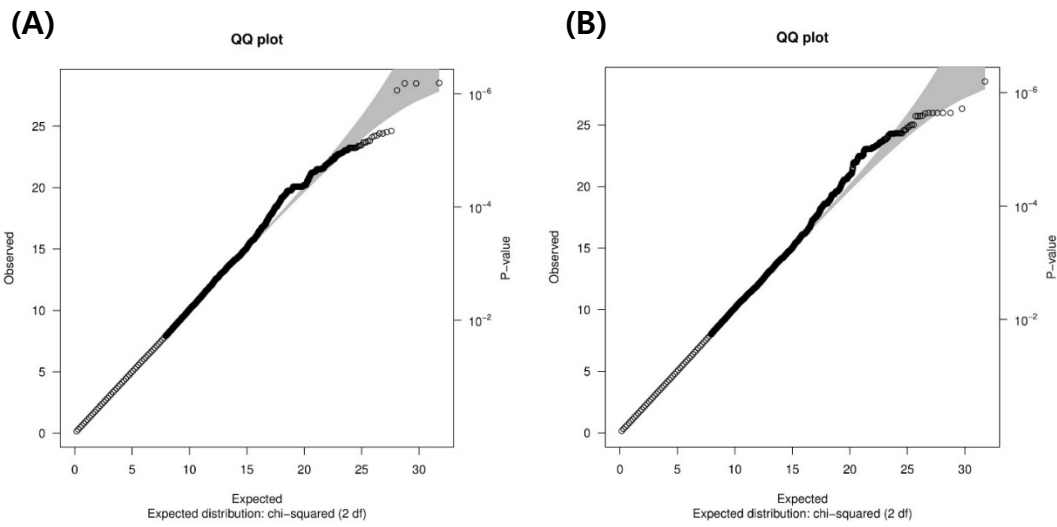 (A)
QQ plot
Observed
0
5
10
15
20
25
0 5 10 15 20 25 30
10⁻²
10⁻⁴
10⁻⁶
P−value
Expected
Expected distribution: chi−squared (2 df)
(B)
QQ plot
Observed
0
5
10
15
20
25
0 5 10 15 20 25 30
10⁻²
10⁻⁴
10⁻⁶
P−value
Expected
Expected distribution: chi−squared (2 df)